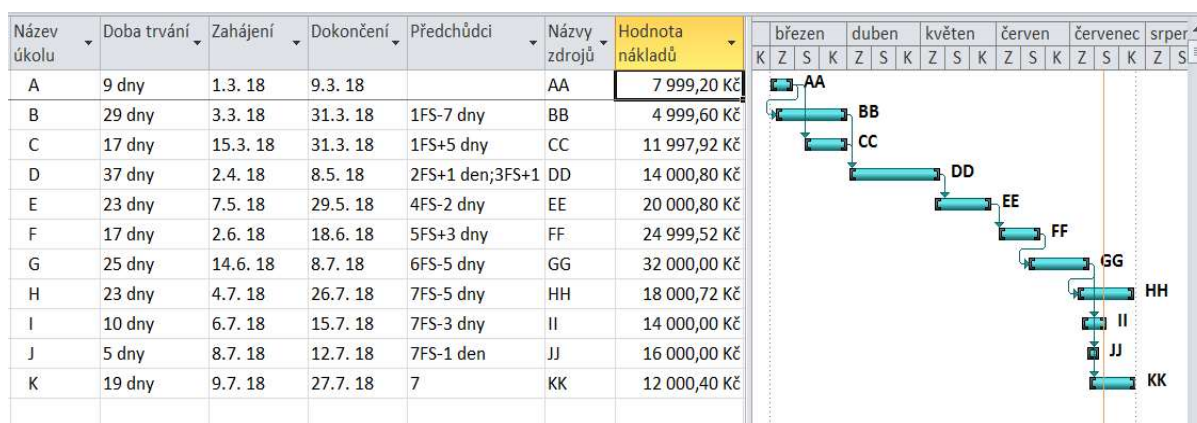 Název úkolu Doba trvání Zahájení Dokončení Předchůdci Názvy zdrojů Hodnota nákladů březen duben květen červen červenec srpen
K Z S K Z S K Z S K Z S K Z S K Z S
A 9 dny 1.3. 18 9.3. 18 AA 7 999,20 Kč AA
B 29 dny 3.3. 18 31.3. 18 1FS-7 dny BB 4 999,60 Kč BB
C 17 dny 15.3. 18 31.3. 18 1FS+5 dny CC 11 997,92 Kč CC
D 37 dny 2.4. 18 8.5. 18 2FS+1 den;3FS+1 DD 14 000,80 Kč DD
E 23 dny 7.5. 18 29.5. 18 4FS-2 dny EE 20 000,80 Kč EE
F 17 dny 2.6. 18 18.6. 18 5FS+3 dny FF 24 999,52 Kč FF
G 25 dny 14.6. 18 8.7. 18 6FS-5 dny GG 32 000,00 Kč GG
H 23 dny 4.7. 18 26.7. 18 7FS-5 dny HH 18 000,72 Kč HH
I 10 dny 6.7. 18 15.7. 18 7FS-3 dny II 14 000,00 Kč II
J 5 dny 8.7. 18 12.7. 18 7FS-1 den JJ 16 000,00 Kč JJ
K 19 dny 9.7. 18 27.7. 18 7 KK 12 000,40 Kč KK